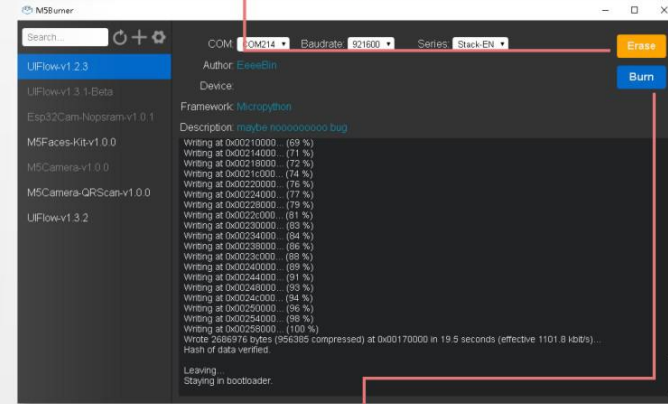 M5Burner
Search...
COM: COM214 Baudrate: 921600 Series: Stack-EN
Erase
Burn
Author: EeeeBin
Device:
Framework: Micropython
Description: maybe nooooooooo bug
UIFlow-v1.2.3
UIFlow-v1.3.1-Beta
Esp32Cam-Nopsram-v1.0.1
M5Faces-Kit-v1.0.0
M5Camera-v1.0.0
M5Camera-QRScan-v1.0.0
UIFlow-v1.3.2
Writing at 0x00210000... (69 %)
Writing at 0x00214000... (71 %)
Writing at 0x00218000... (72 %)
Writing at 0x0021c000... (74 %)
Writing at 0x00220000... (76 %)
Writing at 0x00224000... (77 %)
Writing at 0x00228000... (79 %)
Writing at 0x0022c000... (81 %)
Writing at 0x00230000... (83 %)
Writing at 0x00234000... (84 %)
Writing at 0x00238000... (86 %)
Writing at 0x0023c000... (88 %)
Writing at 0x00240000... (89 %)
Writing at 0x00244000... (91 %)
Writing at 0x00248000... (93 %)
Writing at 0x0024c000... (94 %)
Writing at 0x00250000... (96 %)
Writing at 0x00254000... (98 %)
Writing at 0x00258000... (100 %)
Wrote 2686976 bytes (956385 compressed) at 0x00170000 in 19.5 seconds (effective 1101.8 kbit/s)...
Hash of data verified.
Leaving...
Staying in bootloader.